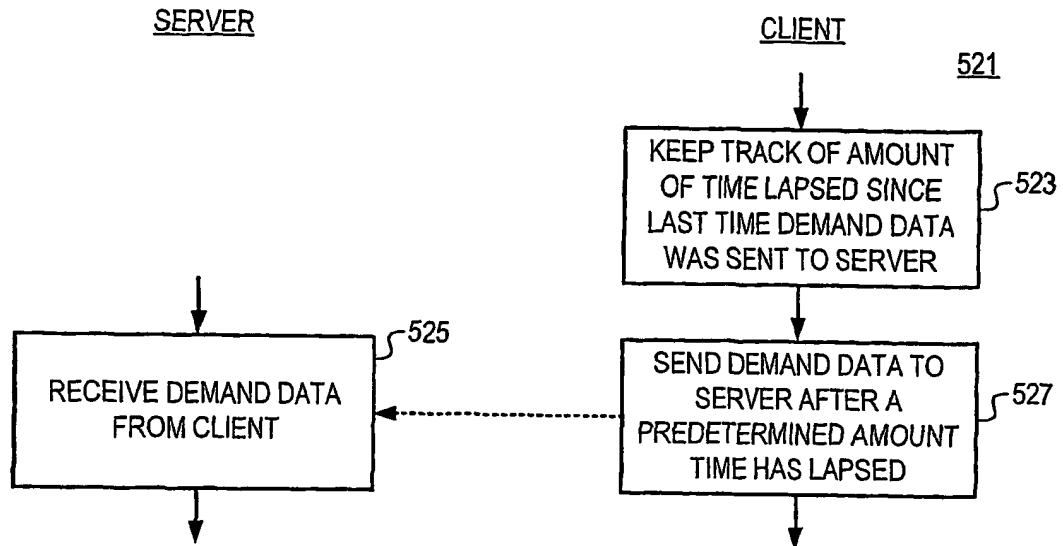 SERVER
CLIENT
521
KEEP TRACK OF AMOUNT
OF TIME LAPSED SINCE
LAST TIME DEMAND DATA
WAS SENT TO SERVER
523
RECEIVE DEMAND DATA
FROM CLIENT
525
SEND DEMAND DATA TO
SERVER AFTER A
PREDETERMINED AMOUNT
TIME HAS LAPSED
527